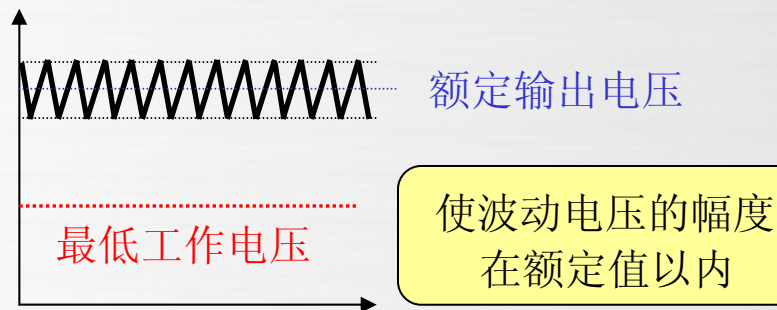 额定输出电压
最低工作电压
使波动电压的幅度
在额定值以内